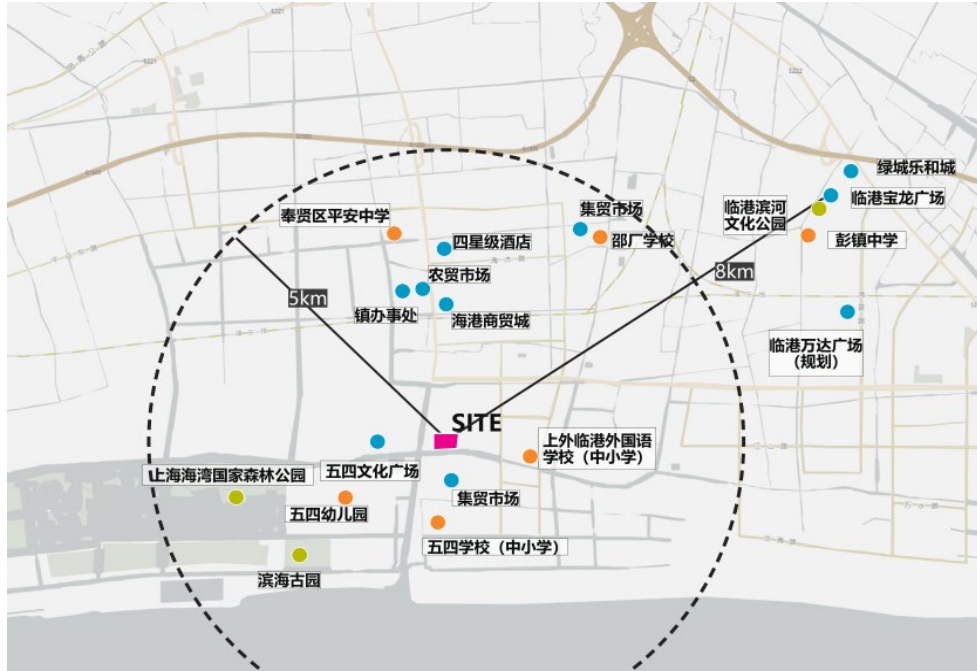 绿城乐和城
临港宝龙广场
临港滨河
文化公园
彭镇中学
集贸市场
邵厂学校
奉贤区平安中学
四星级酒店
农贸市场
镇办事处
海港商贸城
5km
8km
临港万达广场
（规划）
SITE
上外临港外国语
学校（中小学）
五四文化广场
上海海湾国家森林公园
五四幼儿园
集贸市场
五四学校（中小学）
滨海古园